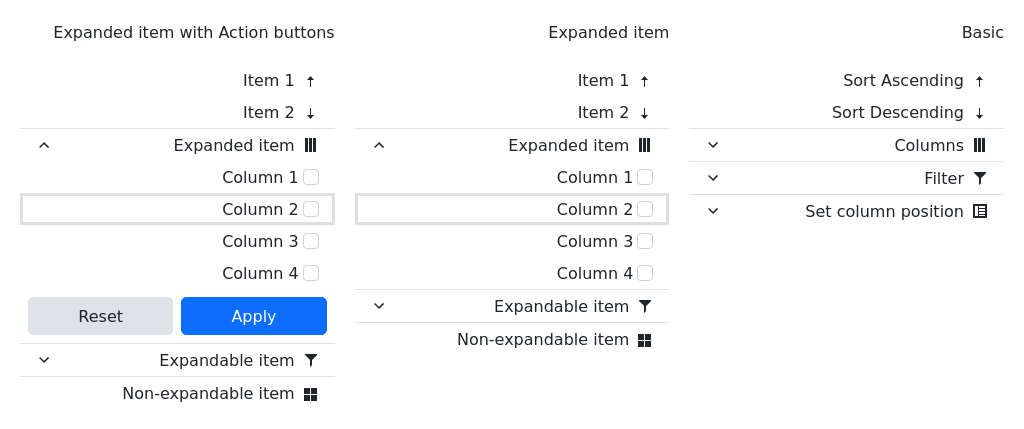 Basic
Sort Ascending
Sort Descending
Columns
Filter
Set column position
Expanded item
Item 1
Item 2
Expanded item
Column 1
Column 2
Column 3
Column 4
Expandable item
Non-expandable item
Expanded item with Action buttons
Item 1
Item 2
Expanded item
Column 1
Column 2
Column 3
Column 4
Apply
Reset
Expandable item
Non-expandable item